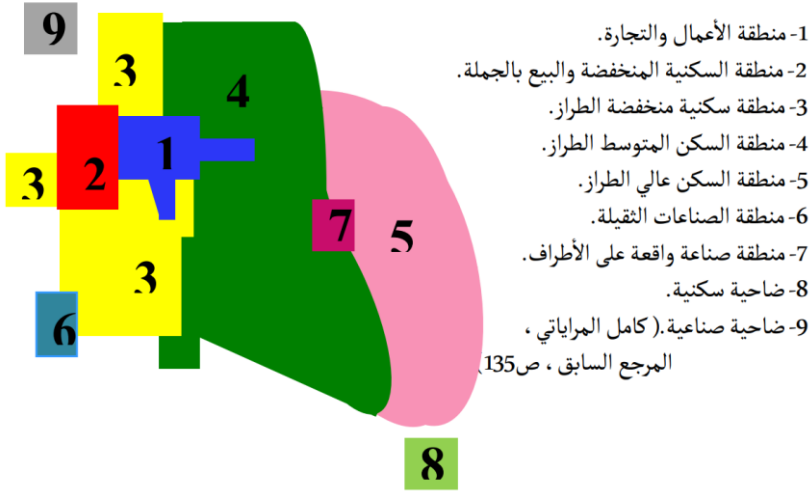 1- منطقة الأعمال والتجارة.
2- منطقة السكنية المنخفضة والبيع بالجملة.
3- منطقة سكنية منخفضة الطراز.
4- منطقة السكن المتوسط الطراز.
5- منطقة السكن عالي الطراز.
6- منطقة الصناعات الثقيلة.
7- منطقة صناعة واقعة على الأطراف.
8- ضاحية سكنية.
9- ضاحية صناعية.( كامل المراياتي ،
المرجع السابق ، ص135)
9
3
4
1
2
3
7
5
3
6
8